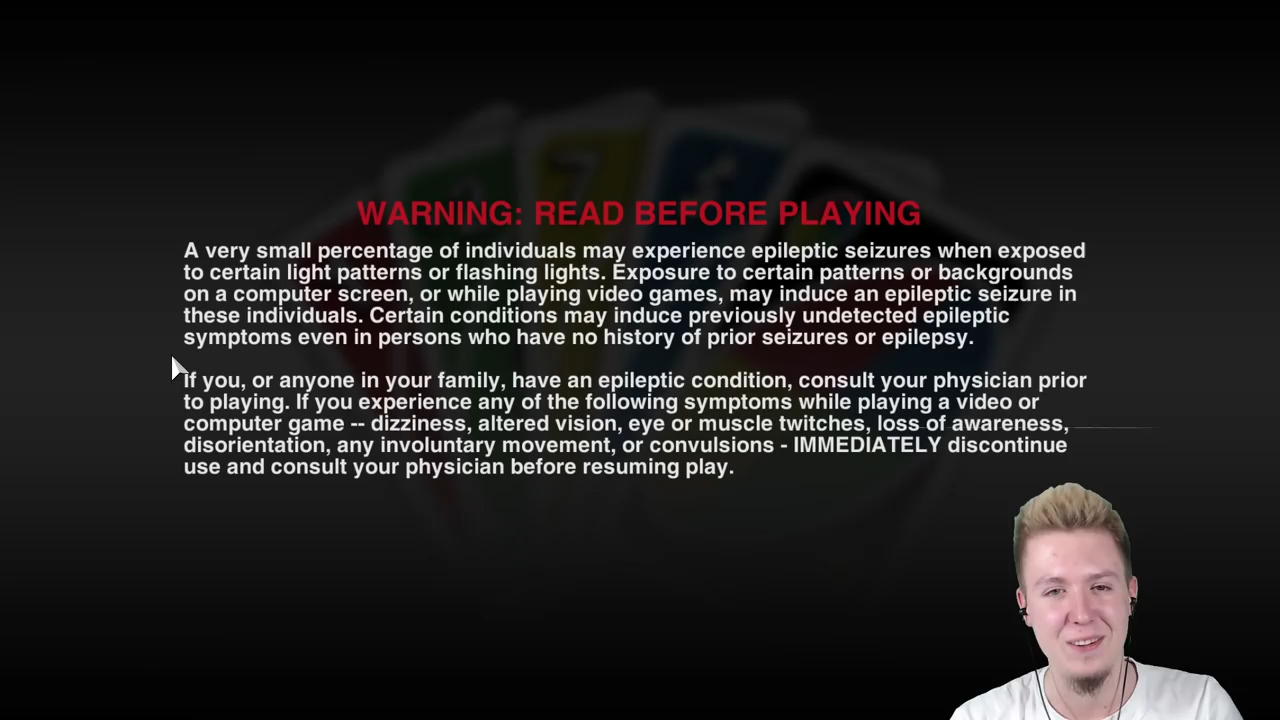 WARNING: READ BEFORE PLAYING
A very small percentage of individuals may experience epileptic seizures when exposed
to certain light patterns or flashing lights. Exposure to certain patterns or backgrounds
on a computer screen, or while playing video games, may induce an epileptic seizure in
these individuals. Certain conditions may induce previously undetected epileptic
symptoms even in persons who have no history of prior seizures or epilepsy.
If you, or anyone in your family, have an epileptic condition, consult your physician prior
to playing. If you experience any of the following symptoms while playing a video or
computer game -- dizziness, altered vision, eye or muscle twitches, loss of awareness,
disorientation, any involuntary movement, or convulsions - IMMEDIATELY discontinue
use and consult your physician before resuming play.